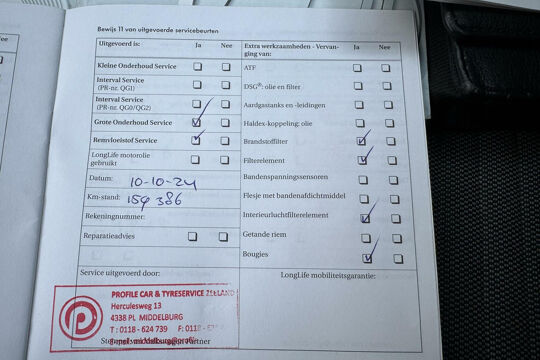 Bewijs 11 van uitgevoerde servicebeurten
Uitgevoerd is: Ja Nee
Kleine Onderhoud Service
Interval Service
(PR-nr. QG1)
Interval Service
(PR-nr. QG0/QG2)
Grote Onderhoud Service
Remvloeistof Service
LongLife motorolie
gebruikt
Datum: 10-10-24
Km-stand: 159 386
Rekeningnummer:
Reparatieadvies
Service uitgevoerd door:
PROFILE CAR & TYRESERVICE ZEELAND
Herculesweg 13
4338 PL MIDDELBURG
T: 0118 - 624 739 F: 0118 -
Extra werkzaamheden - Vervan-
ging van: Ja Nee
ATF
DSG®: olie en filter
Aardgastanks en -leidingen
Haldex-koppeling: olie
Brandstoffilter
Filterelement
Bandenspanningssensoren
Flesje met bandenafdichtmiddel
Interieurluchtfilterelement
Getande riem
Bougies
LongLife mobiliteitsgarantie: